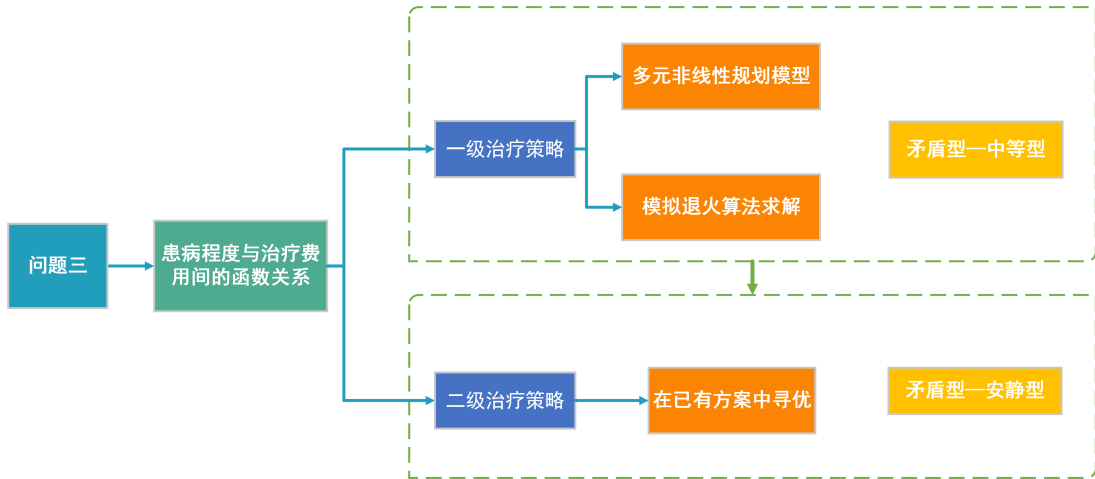 问题三
患病程度与治疗费
用间的函数关系
一级治疗策略
多元非线性规划模型
模拟退火算法求解
矛盾型—中等型
二级治疗策略
在已有方案中寻优
矛盾型—安静型